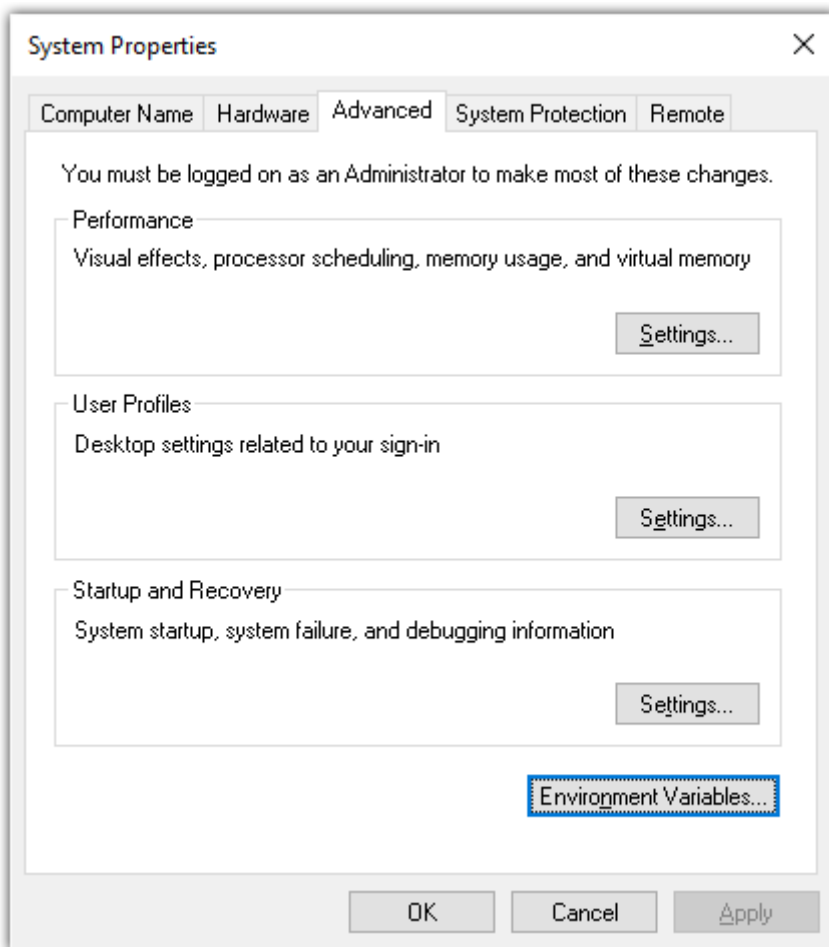 System Properties
Computer Name Hardware Advanced System Protection Remote
You must be logged on as an Administrator to make most of these changes.
Performance
Visual effects, processor scheduling, memory usage, and virtual memory
Settings...
User Profiles
Desktop settings related to your sign-in
Settings...
Startup and Recovery
System startup, system failure, and debugging information
Settings...
Environment Variables...
OK Cancel Apply